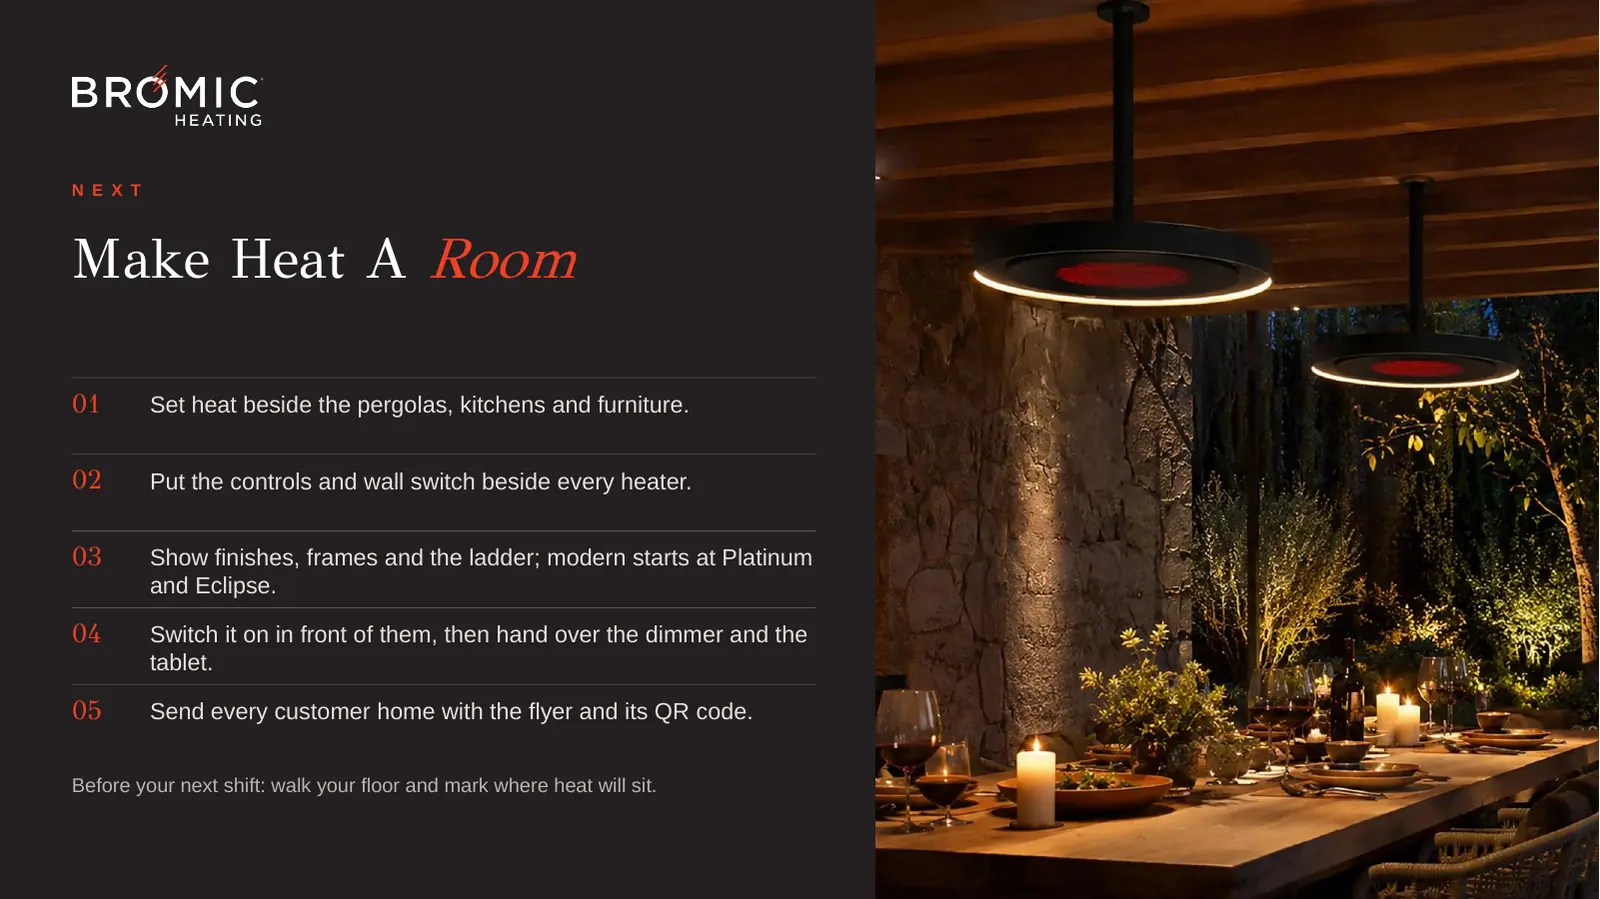 BROMIC
HEATING
NEXT
Make Heat A Room
01 Set heat beside the pergolas, kitchens and furniture.
02 Put the controls and wall switch beside every heater.
03 Show finishes, frames and the ladder; modern starts at Platinum
and Eclipse.
04 Switch it on in front of them, then hand over the dimmer and the
tablet.
05 Send every customer home with the flyer and its QR code.
Before your next shift: walk your floor and mark where heat will sit.